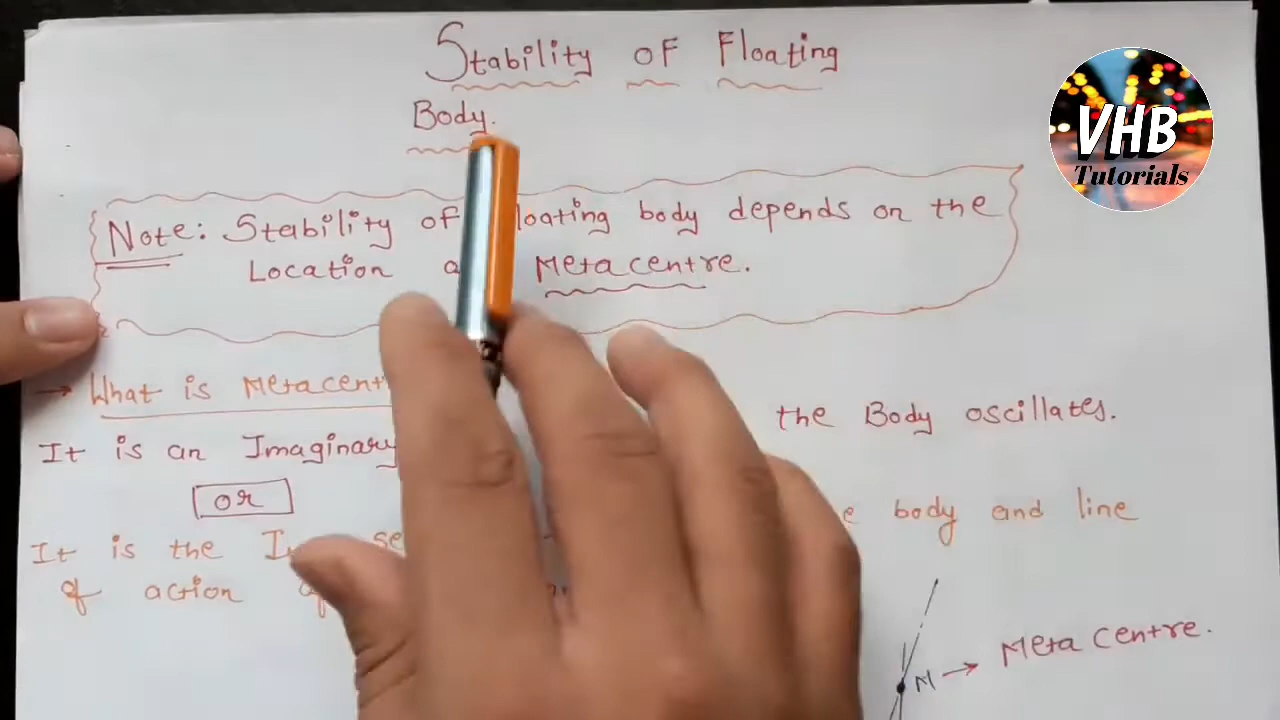 Stability of Floating
Body.
VHB
Tutorials
Note: Stability of loating body depends on the
Location Metacentre.
→ What is Metacent
It is an Imaginary the Body oscillates.
or
It is the body and line
of action
M → Meta Centre.